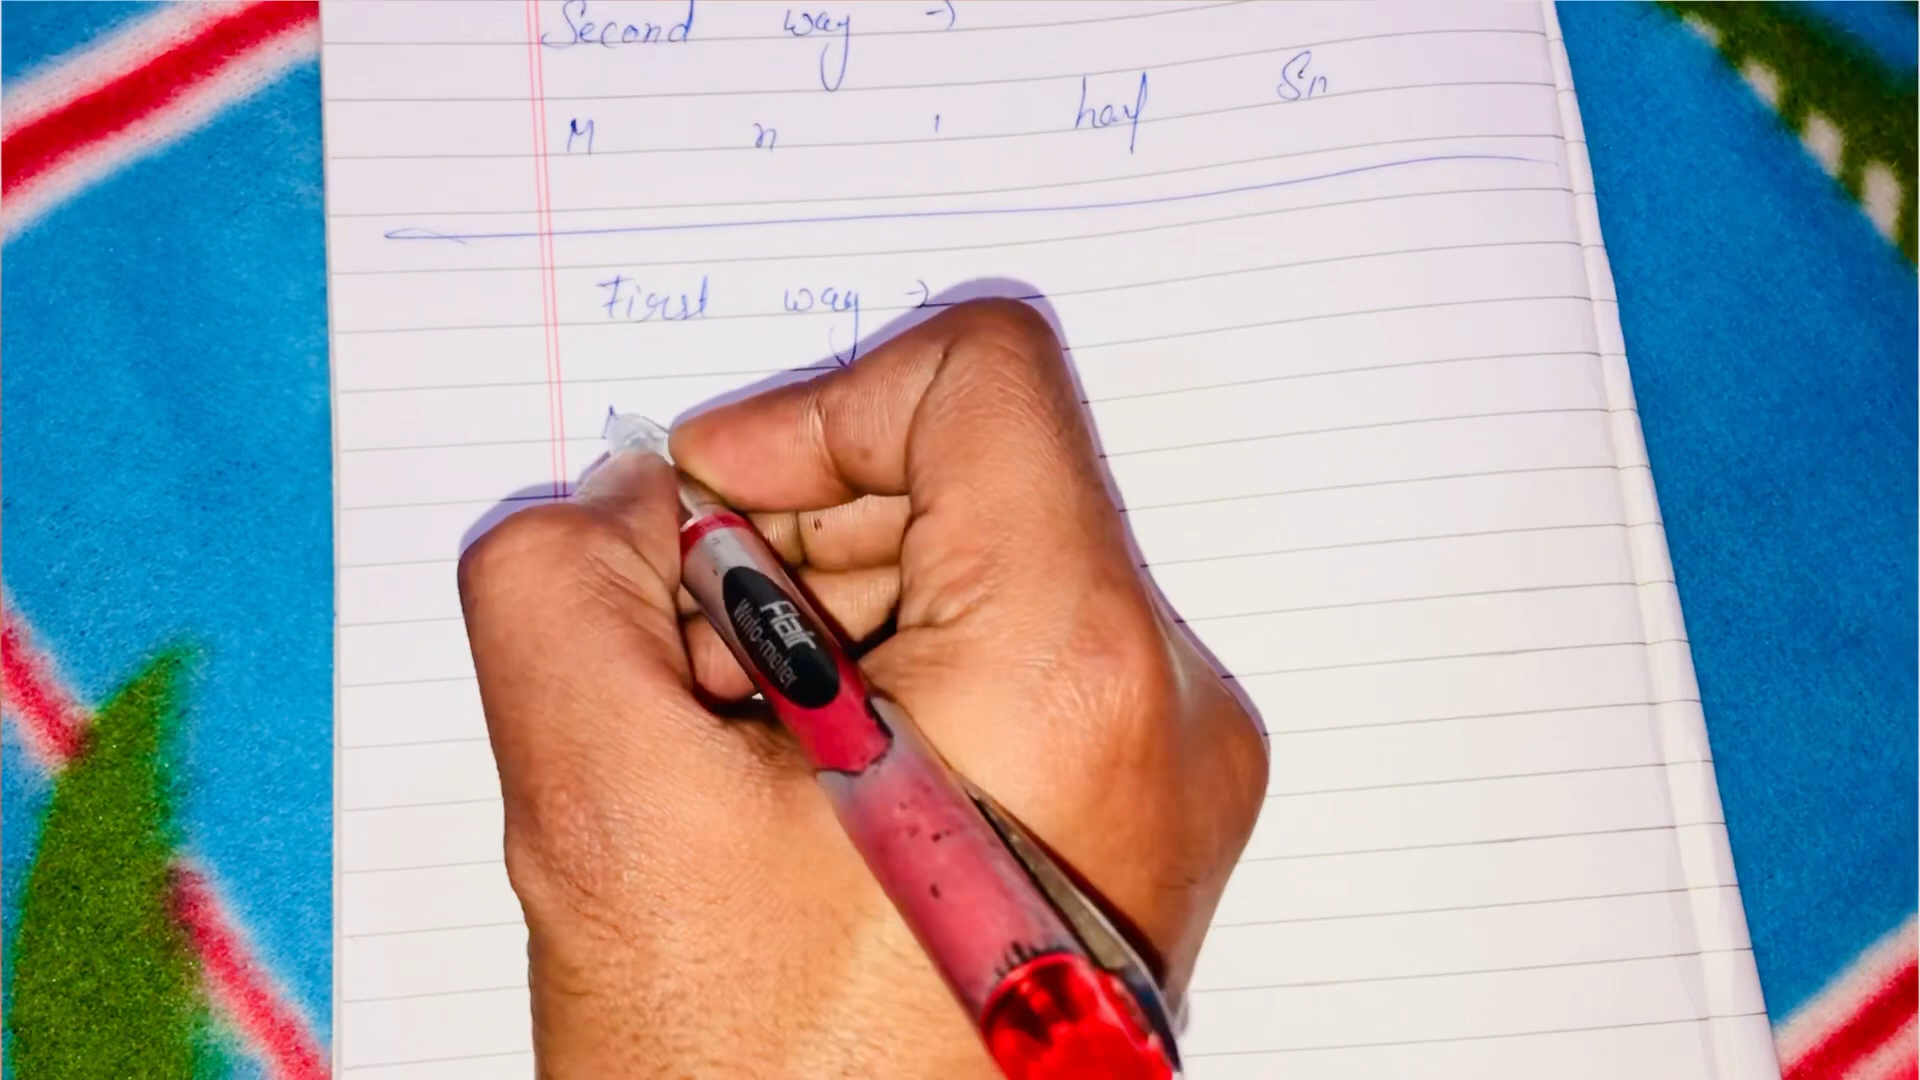 Second way →
M n i half Sn
First way →
Flair
Writo-meter